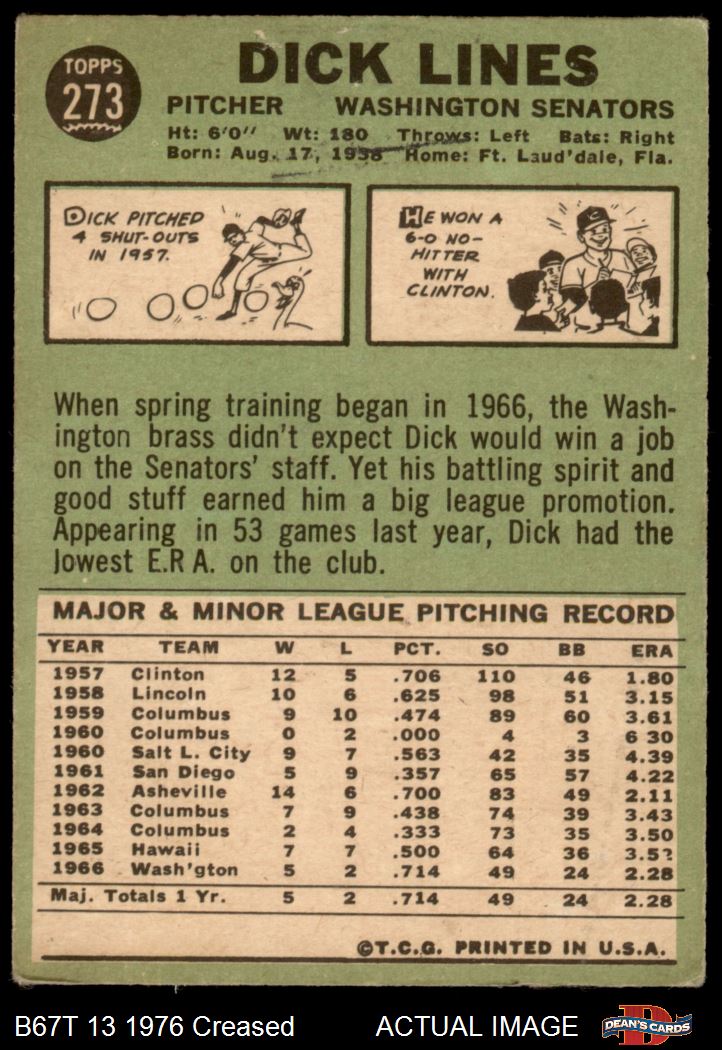 TOPPS
273
DICK LINES
PITCHER WASHINGTON SENATORS
Ht: 6'0" Wt: 180 Throws: Left Bats: Right
Born: Aug. 17, 1938 Home: Ft. Laud'dale, Fla.
DICK PITCHED
4 SHUT-OUTS
IN 1957.
HE WON A
6-0 NO-
HITTER
WITH
CLINTON.
When spring training began in 1966, the Wash-
ington brass didn't expect Dick would win a job
on the Senators' staff. Yet his battling spirit and
good stuff earned him a big league promotion.
Appearing in 53 games last year, Dick had the
lowest E.R A. on the club.
MAJOR & MINOR LEAGUE PITCHING RECORD
YEAR TEAM W L PCT. SO BB ERA
1957 Clinton 12 5 .706 110 46 1.80
1958 Lincoln 10 6 .625 98 51 3.15
1959 Columbus 9 10 .474 89 60 3.61
1960 Columbus 0 2 .000 4 3 6 30
1960 Salt L. City 9 7 .563 42 35 4.39
1961 San Diego 5 9 .357 65 57 4.22
1962 Asheville 14 6 .700 83 49 2.11
1963 Columbus 7 9 .438 74 39 3.43
1964 Columbus 2 4 .333 73 35 3.50
1965 Hawaii 7 7 .500 64 36
1966 Wash'gton 5 2 .714 49 24 2.28
Maj. Totals 1 Yr. 5 2 .714 49 24 2.28
©T.C.G. PRINTED IN U.S.A.
B67T 13 1976 Creased ACTUAL IMAGE
D
DEAN'S CARDS